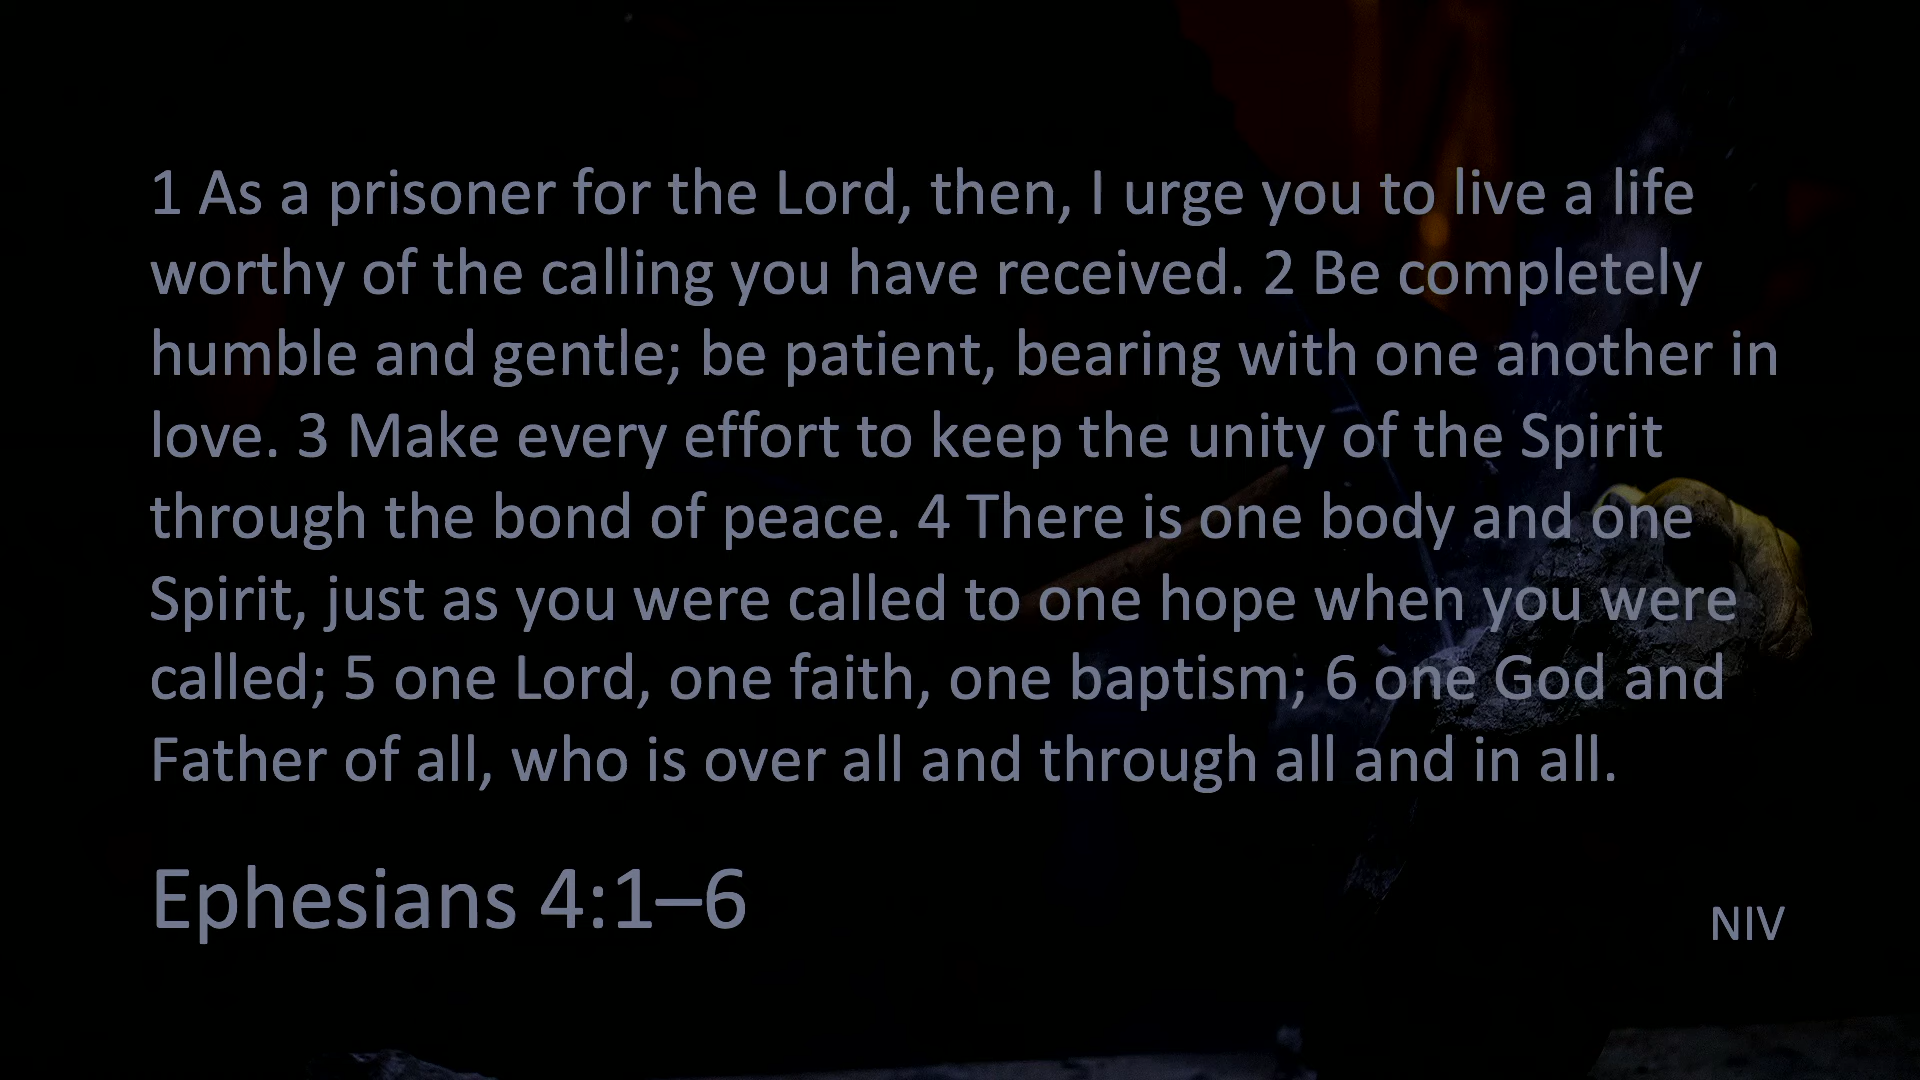 1 As a prisoner for the Lord, then, I urge you to live a life
worthy of the calling you have received. 2 Be completely
humble and gentle; be patient, bearing with one another in
love. 3 Make every effort to keep the unity of the Spirit
through the bond of peace. 4 There is one body and one
Spirit, just as you were called to one hope when you were
called; 5 one Lord, one faith, one baptism; 6 one God and
Father of all, who is over all and through all and in all.
Ephesians 4:1–6
NIV